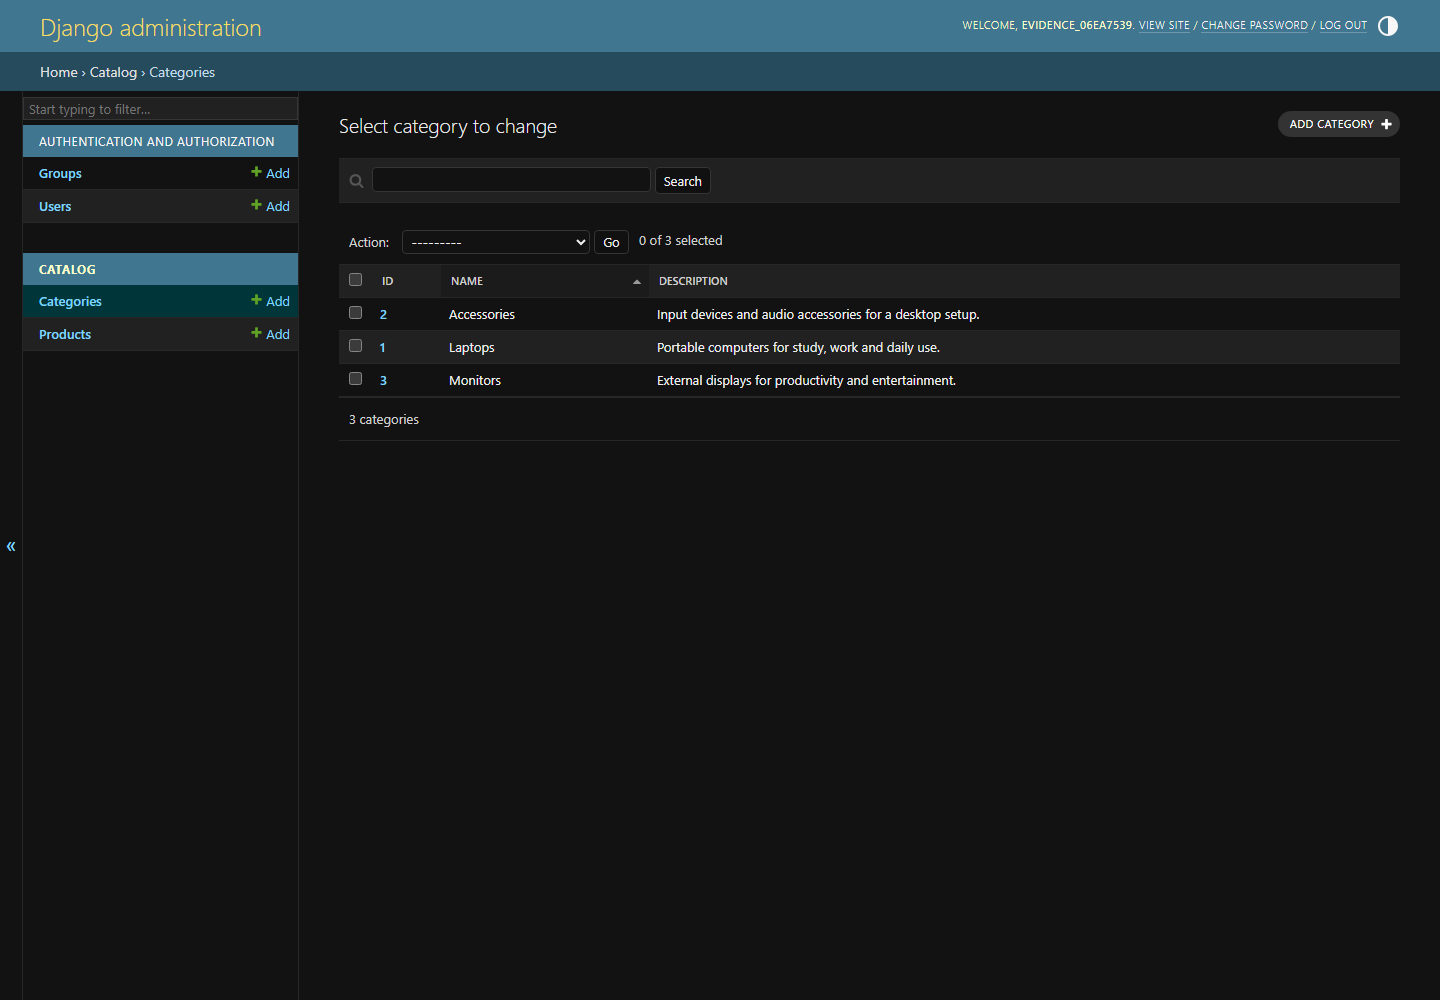 Django administration
WELCOME, EVIDENCE_06EA7539. VIEW SITE / CHANGE PASSWORD / LOG OUT
Home › Catalog › Categories
Start typing to filter...
AUTHENTICATION AND AUTHORIZATION
Groups + Add
Users + Add
CATALOG
Categories + Add
Products + Add
«
Select category to change
ADD CATEGORY +
Search
Action: --------- Go 0 of 3 selected
ID NAME DESCRIPTION
2 Accessories Input devices and audio accessories for a desktop setup.
1 Laptops Portable computers for study, work and daily use.
3 Monitors External displays for productivity and entertainment.
3 categories